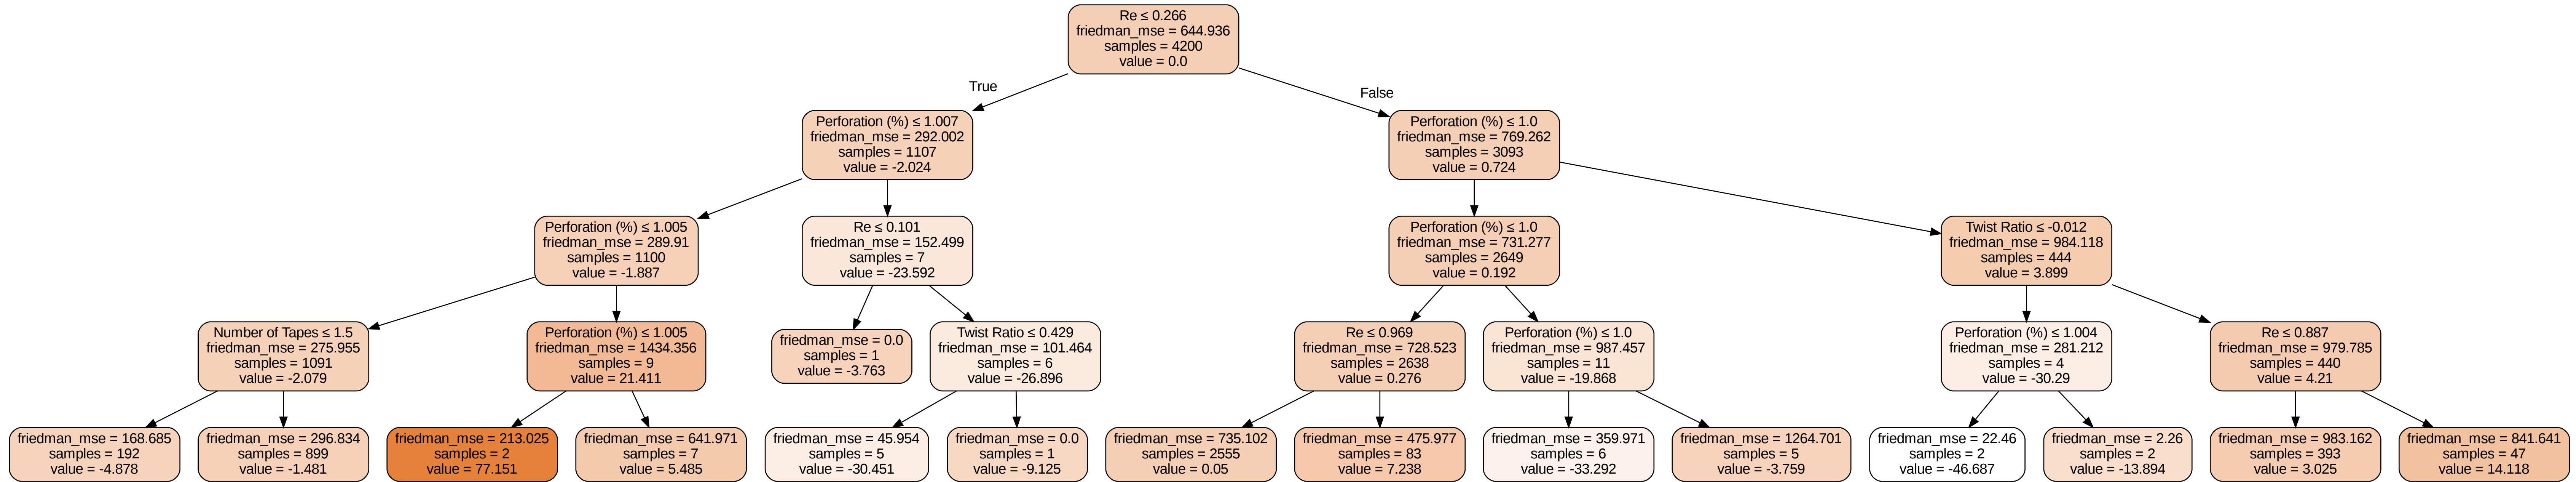 Re ≤ 0.266
friedman_mse = 644.936
samples = 4200
value = 0.0
True
False
Perforation (%) ≤ 1.007
friedman_mse = 292.002
samples = 1107
value = -2.024
Perforation (%) ≤ 1.0
friedman_mse = 769.262
samples = 3093
value = 0.724
Perforation (%) ≤ 1.005
friedman_mse = 289.91
samples = 1100
value = -1.887
Re ≤ 0.101
friedman_mse = 152.499
samples = 7
value = -23.592
Perforation (%) ≤ 1.0
friedman_mse = 731.277
samples = 2649
value = 0.192
Twist Ratio ≤ -0.012
friedman_mse = 984.118
samples = 444
value = 3.899
Number of Tapes ≤ 1.5
friedman_mse = 275.955
samples = 1091
value = -2.079
Perforation (%) ≤ 1.005
friedman_mse = 1434.356
samples = 9
value = 21.411
friedman_mse = 0.0
samples = 1
value = -3.763
Twist Ratio ≤ 0.429
friedman_mse = 101.464
samples = 6
value = -26.896
Re ≤ 0.969
friedman_mse = 728.523
samples = 2638
value = 0.276
Perforation (%) ≤ 1.0
friedman_mse = 987.457
samples = 11
value = -19.868
Perforation (%) ≤ 1.004
friedman_mse = 281.212
samples = 4
value = -30.29
Re ≤ 0.887
friedman_mse = 979.785
samples = 440
value = 4.21
friedman_mse = 168.685
samples = 192
value = -4.878
friedman_mse = 296.834
samples = 899
value = -1.481
friedman_mse = 213.025
samples = 2
value = 77.151
friedman_mse = 641.971
samples = 7
value = 5.485
friedman_mse = 45.954
samples = 5
value = -30.451
friedman_mse = 0.0
samples = 1
value = -9.125
friedman_mse = 735.102
samples = 2555
value = 0.05
friedman_mse = 475.977
samples = 83
value = 7.238
friedman_mse = 359.971
samples = 6
value = -33.292
friedman_mse = 1264.701
samples = 5
value = -3.759
friedman_mse = 22.46
samples = 2
value = -46.687
friedman_mse = 2.26
samples = 2
value = -13.894
friedman_mse = 983.162
samples = 393
value = 3.025
friedman_mse = 841.641
samples = 47
value = 14.118